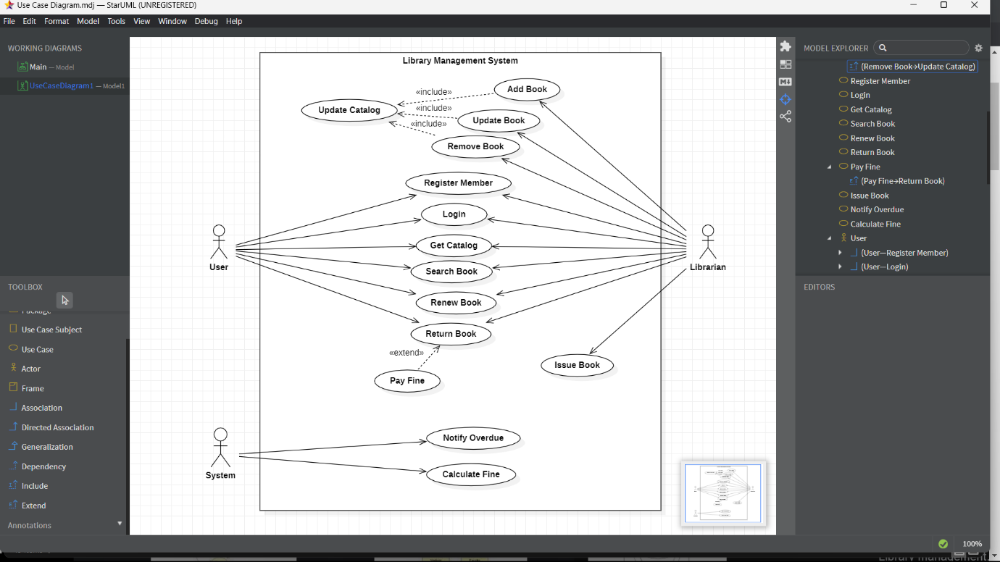 Use Case Diagram.mdj — StarUML (UNREGISTERED)
File Edit Format Model Tools View Window Debug Help
WORKING DIAGRAMS
Main — Model
UseCaseDiagram1 — Model1
TOOLBOX
Package
Use Case Subject
Use Case
Actor
Frame
Association
Directed Association
Generalization
Dependency
Include
Extend
Annotations
Library Management System
Add Book
«include»
Update Catalog
«include»
Update Book
«include»
Remove Book
Register Member
Login
Get Catalog
User
Librarian
Search Book
Renew Book
Return Book
«extend»
Issue Book
Pay Fine
Notify Overdue
System
Calculate Fine
MODEL EXPLORER
(Remove Book→Update Catalog)
Register Member
Login
Get Catalog
Search Book
Renew Book
Return Book
Pay Fine
(Pay Fine→Return Book)
Issue Book
Notify Overdue
Calculate Fine
User
(User—Register Member)
(User—Login)
EDITORS
100%
Library management